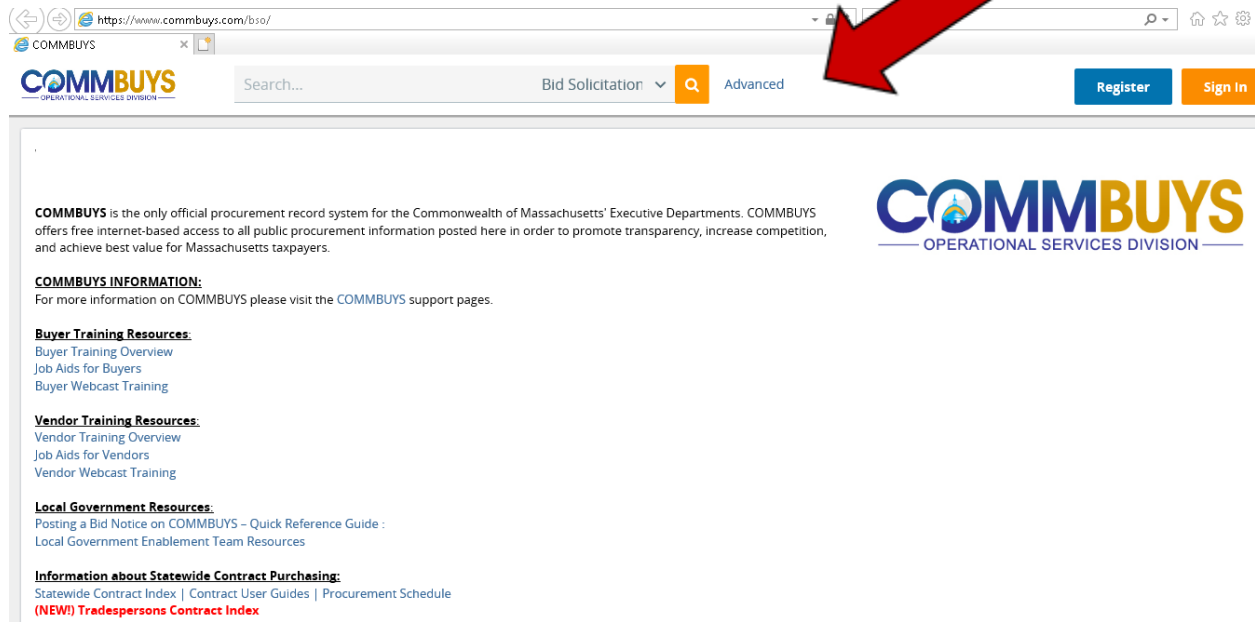 https://www.commbuys.com/bso/
COMMBUYS
COMMBUYS
OPERATIONAL SERVICES DIVISION
Search...
Bid Solicitation
Advanced
Register
Sign In
COMMBUYS
OPERATIONAL SERVICES DIVISION
COMMBUYS is the only official procurement record system for the Commonwealth of Massachusetts' Executive Departments. COMMBUYS
offers free internet-based access to all public procurement information posted here in order to promote transparency, increase competition,
and achieve best value for Massachusetts taxpayers.
COMMBUYS INFORMATION:
For more information on COMMBUYS please visit the COMMBUYS support pages.
Buyer Training Resources:
Buyer Training Overview
Job Aids for Buyers
Buyer Webcast Training
Vendor Training Resources:
Vendor Training Overview
Job Aids for Vendors
Vendor Webcast Training
Local Government Resources:
Posting a Bid Notice on COMMBUYS – Quick Reference Guide :
Local Government Enablement Team Resources
Information about Statewide Contract Purchasing:
Statewide Contract Index | Contract User Guides | Procurement Schedule
(NEW!) Tradespersons Contract Index